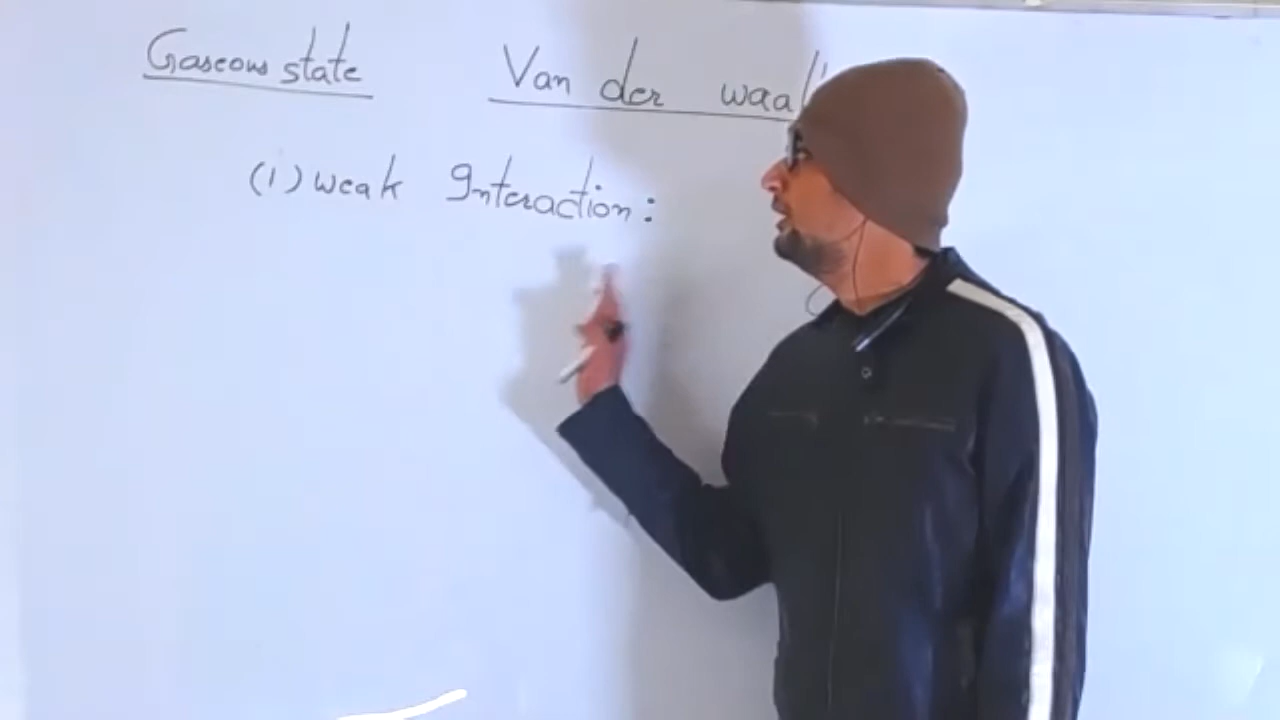 Gaseous state
Van der waal'
(1) weak Interaction: